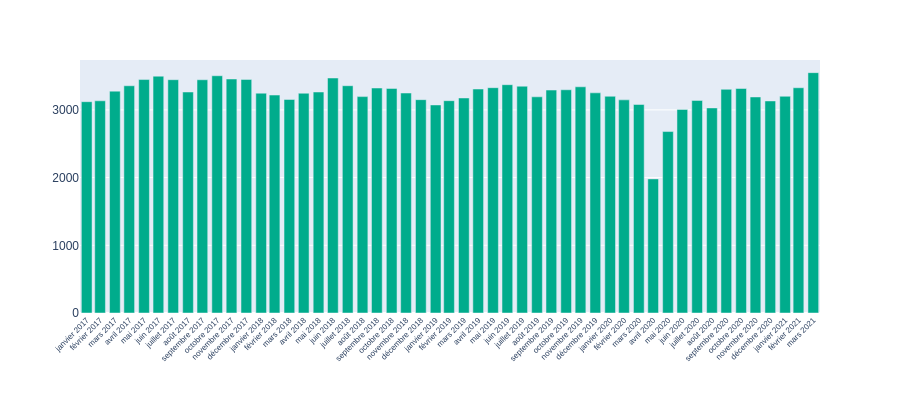 3000
2000
1000
0
janvier 2017
février 2017
mars 2017
avril 2017
mai 2017
juin 2017
juillet 2017
août 2017
septembre 2017
octobre 2017
novembre 2017
décembre 2017
janvier 2018
février 2018
mars 2018
avril 2018
mai 2018
juin 2018
juillet 2018
août 2018
septembre 2018
octobre 2018
novembre 2018
décembre 2018
janvier 2019
février 2019
mars 2019
avril 2019
mai 2019
juin 2019
juillet 2019
août 2019
septembre 2019
octobre 2019
novembre 2019
décembre 2019
janvier 2020
février 2020
mars 2020
avril 2020
mai 2020
juin 2020
juillet 2020
août 2020
septembre 2020
octobre 2020
novembre 2020
décembre 2020
janvier 2021
février 2021
mars 2021